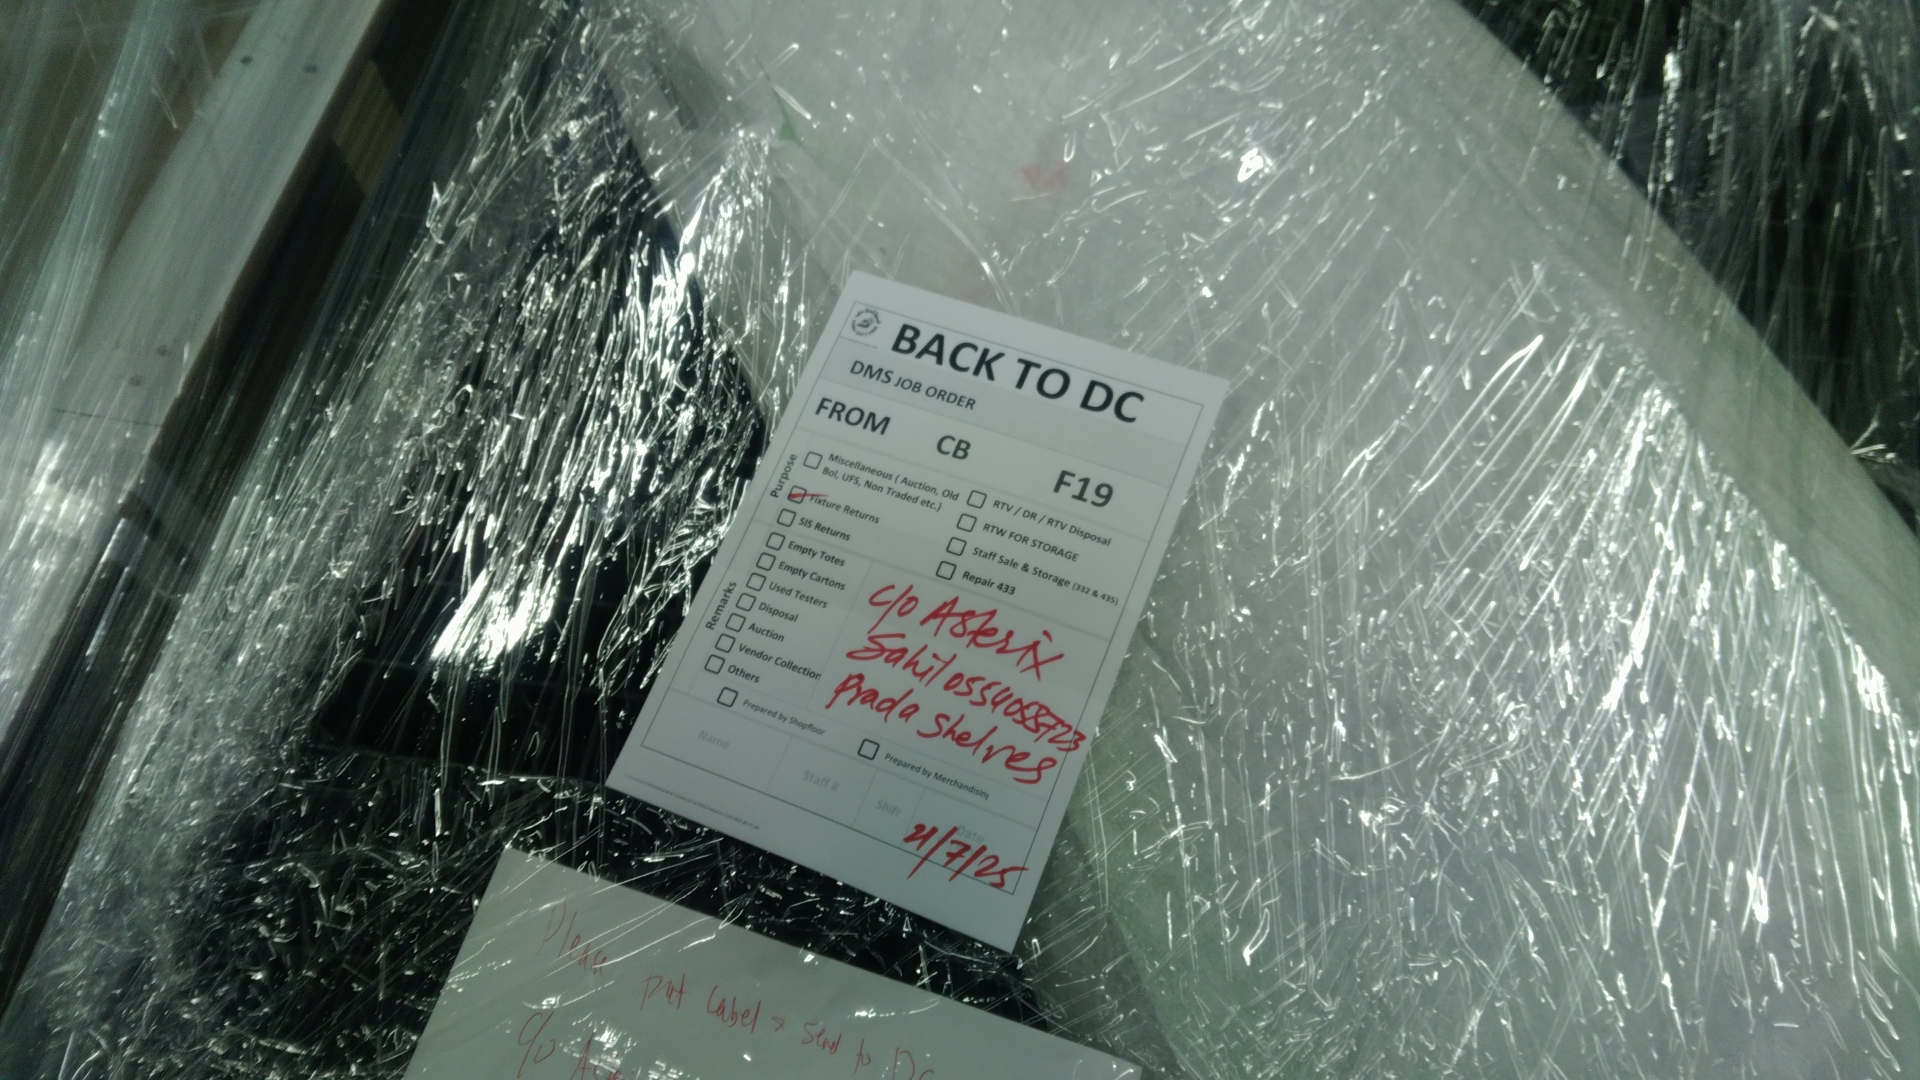 BACK TO DC
DMS JOB ORDER
FROM CB F19
Purpose
Miscellaneous ( Auction, Old
Bol, UFS, Non Traded etc.)
Fixture Returns
SIS Returns
Empty Totes
Empty Cartons
Used Testers
Disposal
Auction
Vendor Collection
Others
RTV / DR / RTV Disposal
RTW FOR STORAGE
Staff Sale & Storage (332 & 435)
Repair 433
Remarks
c/o Asterix
Sahil 0554058723
Prada Shelves
Prepared by Shopfloor
Prepared by Merchandising
Name
Staff #
Shift
Date
21/7/25
Please put label & send to DC
c/o